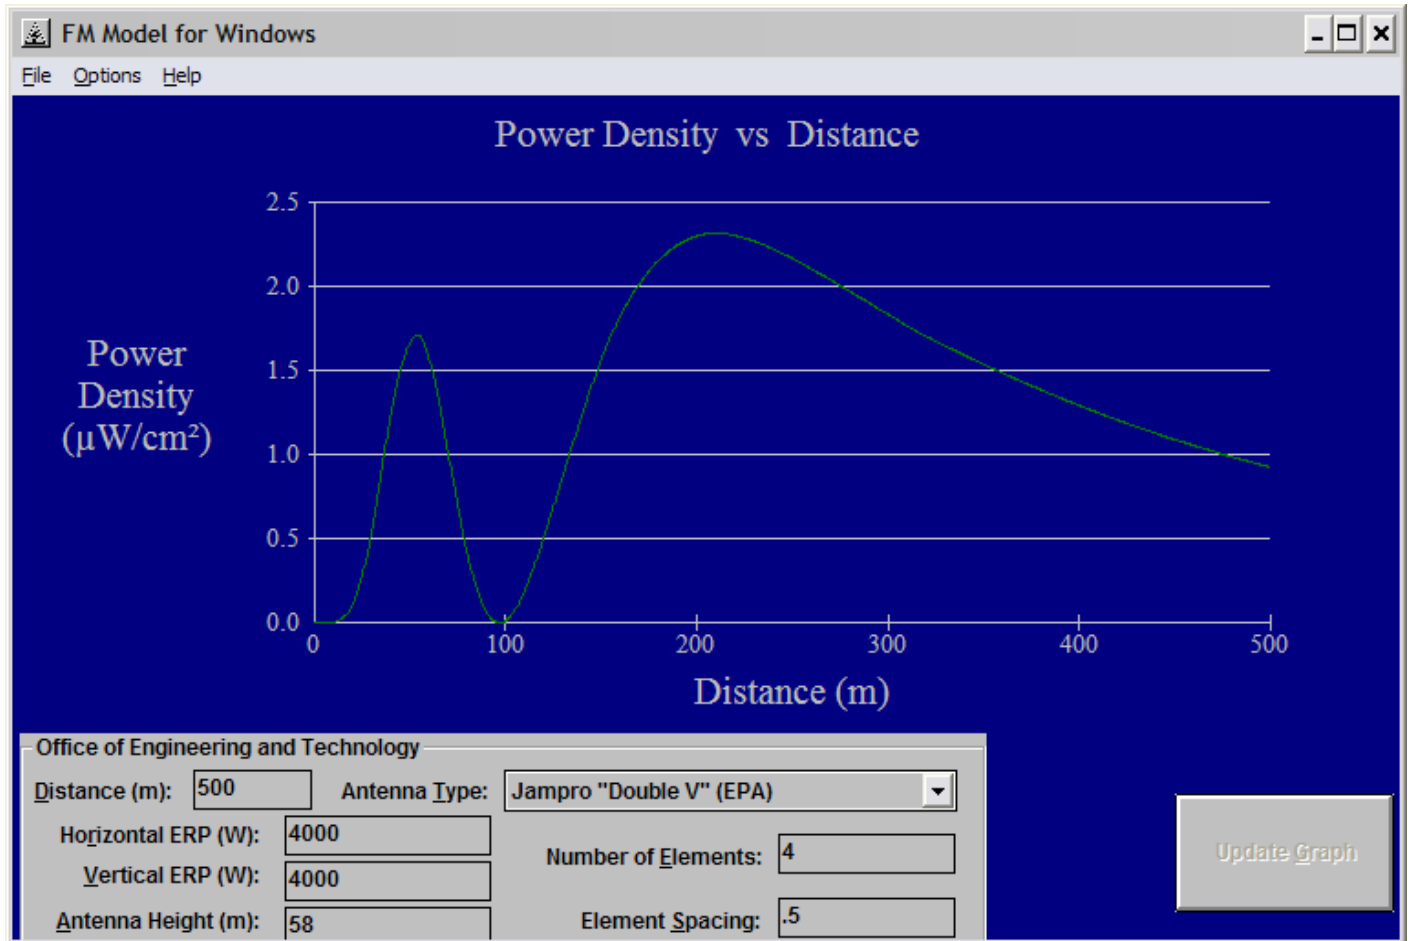 FM Model for Windows
File Options Help
Power Density vs Distance
2.5
2.0
1.5
1.0
0.5
0.0
Power
Density
(µW/cm²)
0 100 200 300 400 500
Distance (m)
Office of Engineering and Technology
Distance (m): 500 Antenna Type: Jampro "Double V" (EPA)
Horizontal ERP (W): 4000
Number of Elements: 4
Vertical ERP (W): 4000
Antenna Height (m): 58
Element Spacing: .5
Update Graph